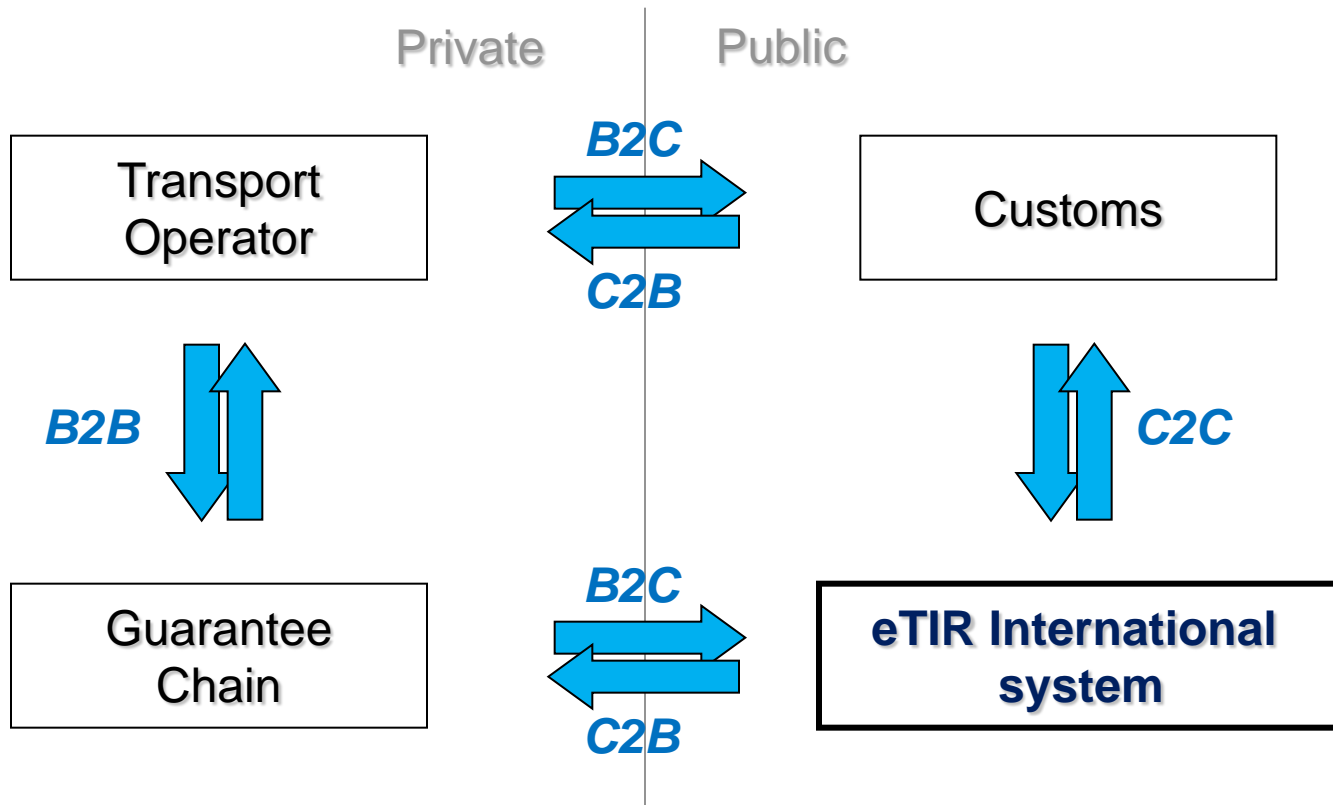 Private
Public
B2C
Transport
Operator
Customs
C2B
B2B
C2C
B2C
Guarantee
Chain
eTIR International
system
C2B